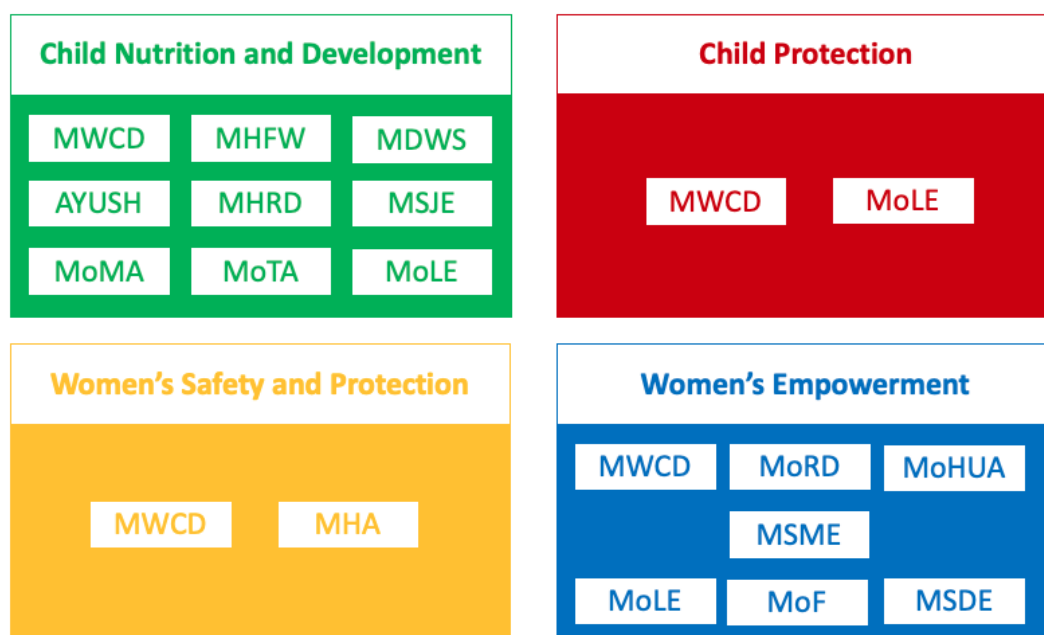 Child Nutrition and Development
MWCD MHFW MDWS
AYUSH MHRD MSJE
MoMA MoTA MoLE
Child Protection
MWCD MoLE
Women’s Safety and Protection
MWCD MHA
Women’s Empowerment
MWCD MoRD MoHUA
MSME
MoLE MoF MSDE